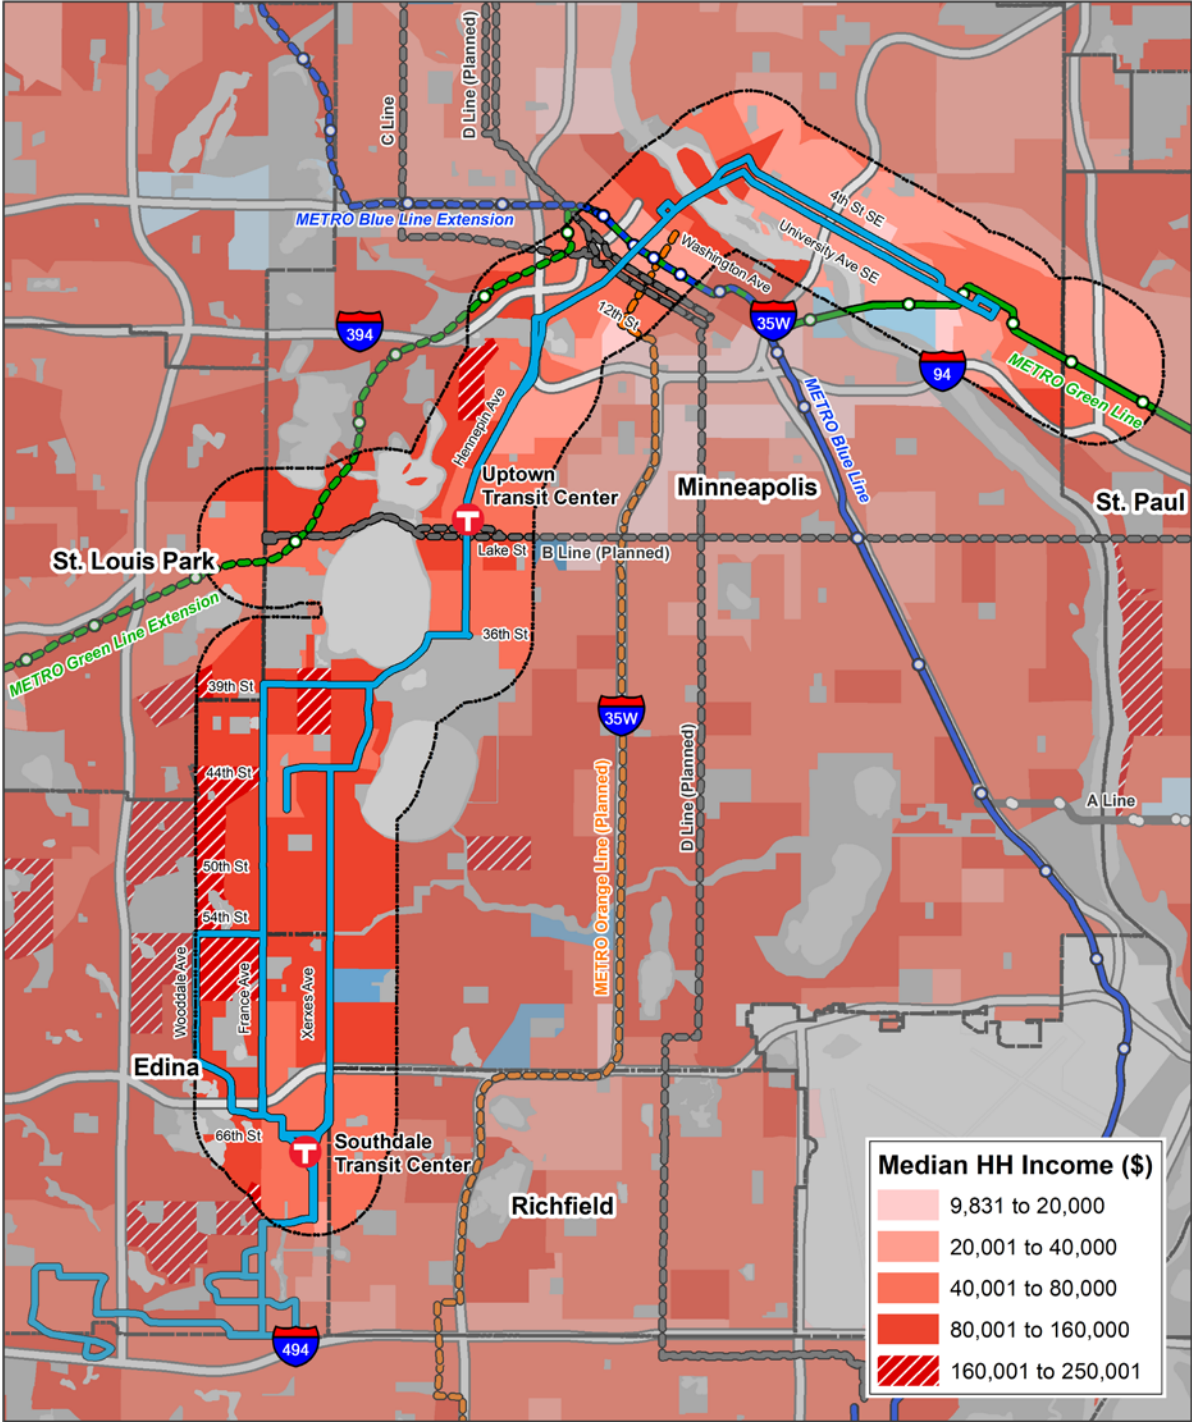 C Line
D Line (Planned)
METRO Blue Line Extension
4th St SE
University Ave SE
Washington Ave
12th St
35W
394
94
METRO Green Line
METRO Blue Line
Hennepin Ave
Uptown
Transit Center
T
Minneapolis
St. Paul
Lake St
B Line (Planned)
St. Louis Park
METRO Green Line Extension
36th St
39th St
35W
44th St
METRO Orange Line (Planned)
D Line (Planned)
A Line
50th St
54th St
Wooddale Ave
France Ave
Xerxes Ave
Edina
66th St
T
Southdale
Transit Center
Richfield
494
Median HH Income ($)
9,831 to 20,000
20,001 to 40,000
40,001 to 80,000
80,001 to 160,000
160,001 to 250,001